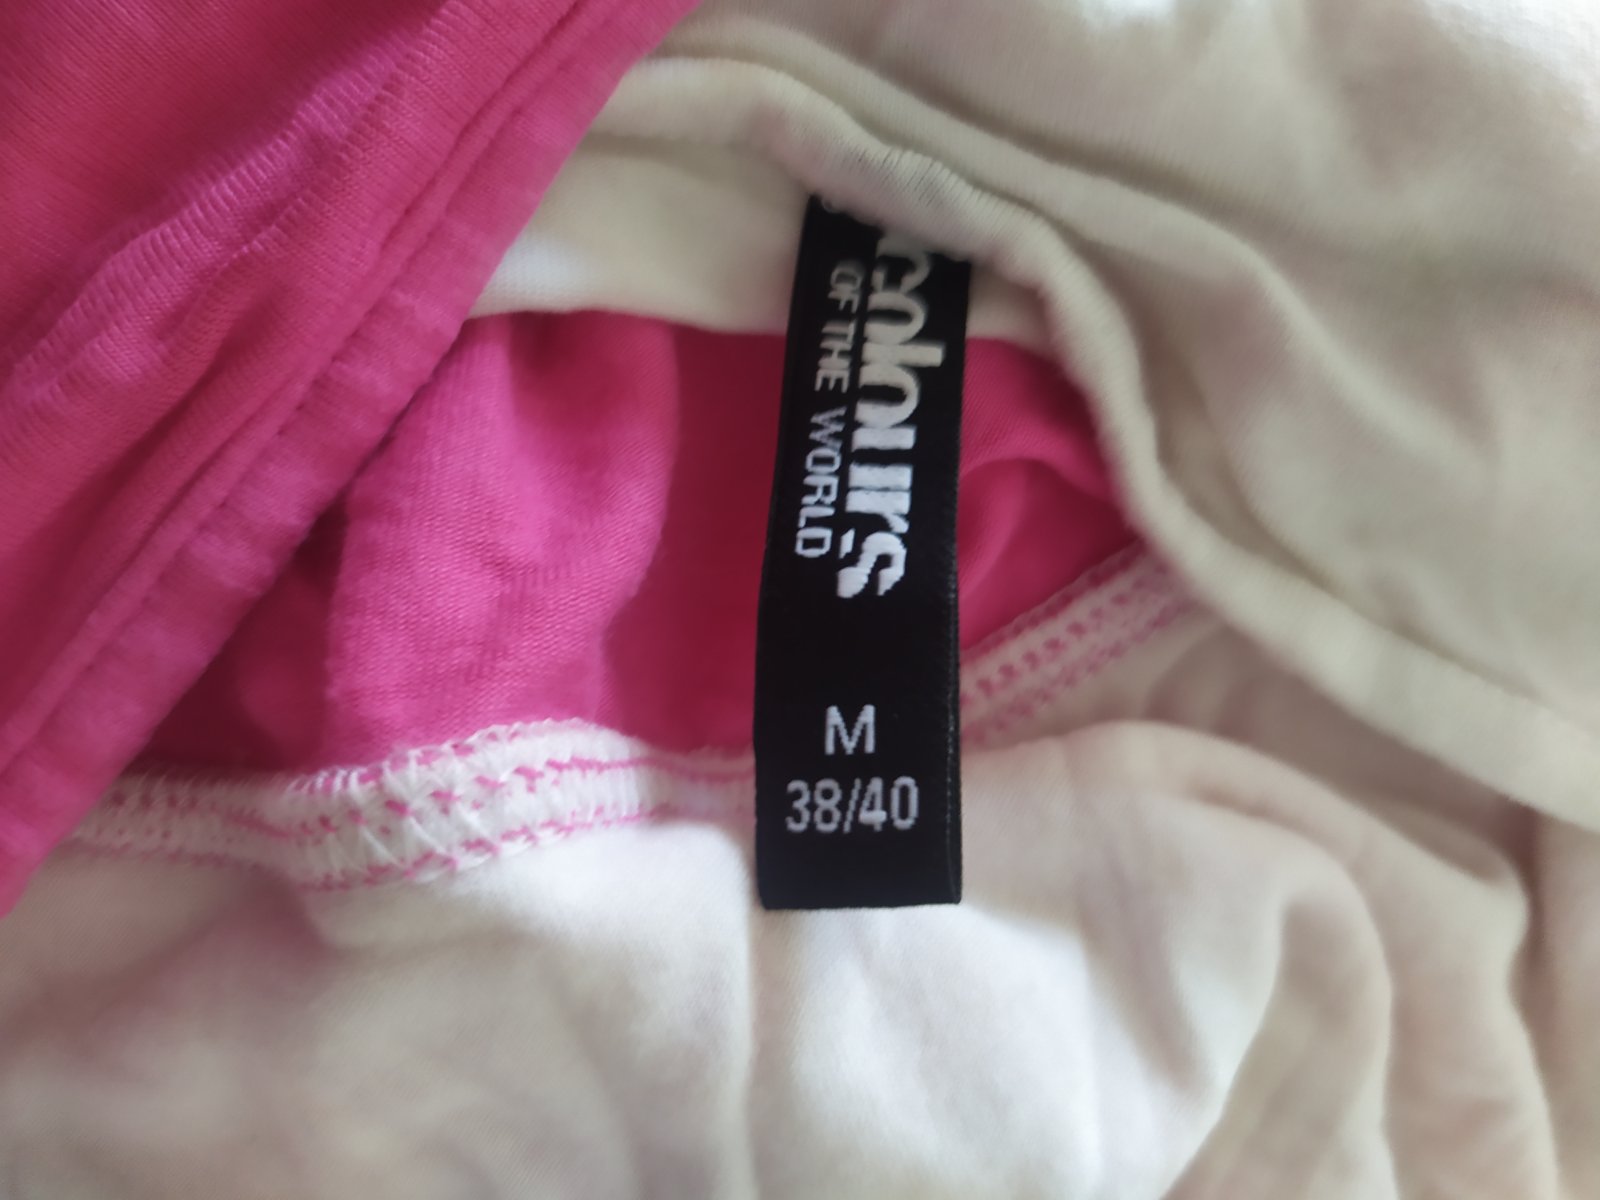 colours
OF THE WORLD
M
38/40